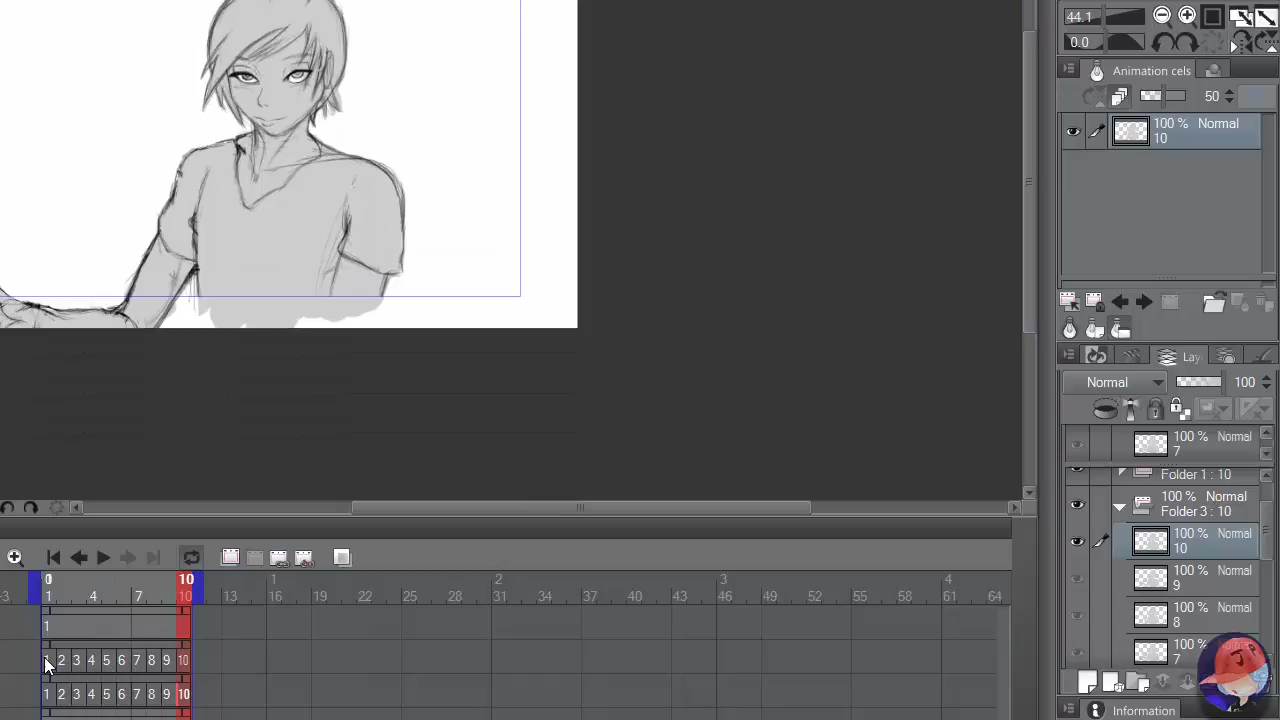 44.1
0.0
Animation cels
50
100 % Normal
10
Lay
Normal
100
100 % Normal
7
Folder 1 : 10
100 % Normal
Folder 3 : 10
100 % Normal
10
100 % Normal
9
100 % Normal
8
100 %
7
Information
0 10 1 2 3 4
-3 1 4 7 10 13 16 19 22 25 28 31 34 37 40 43 46 49 52 55 58 61 64
1
1 2 3 4 5 6 7 8 9 10
1 2 3 4 5 6 7 8 9 10